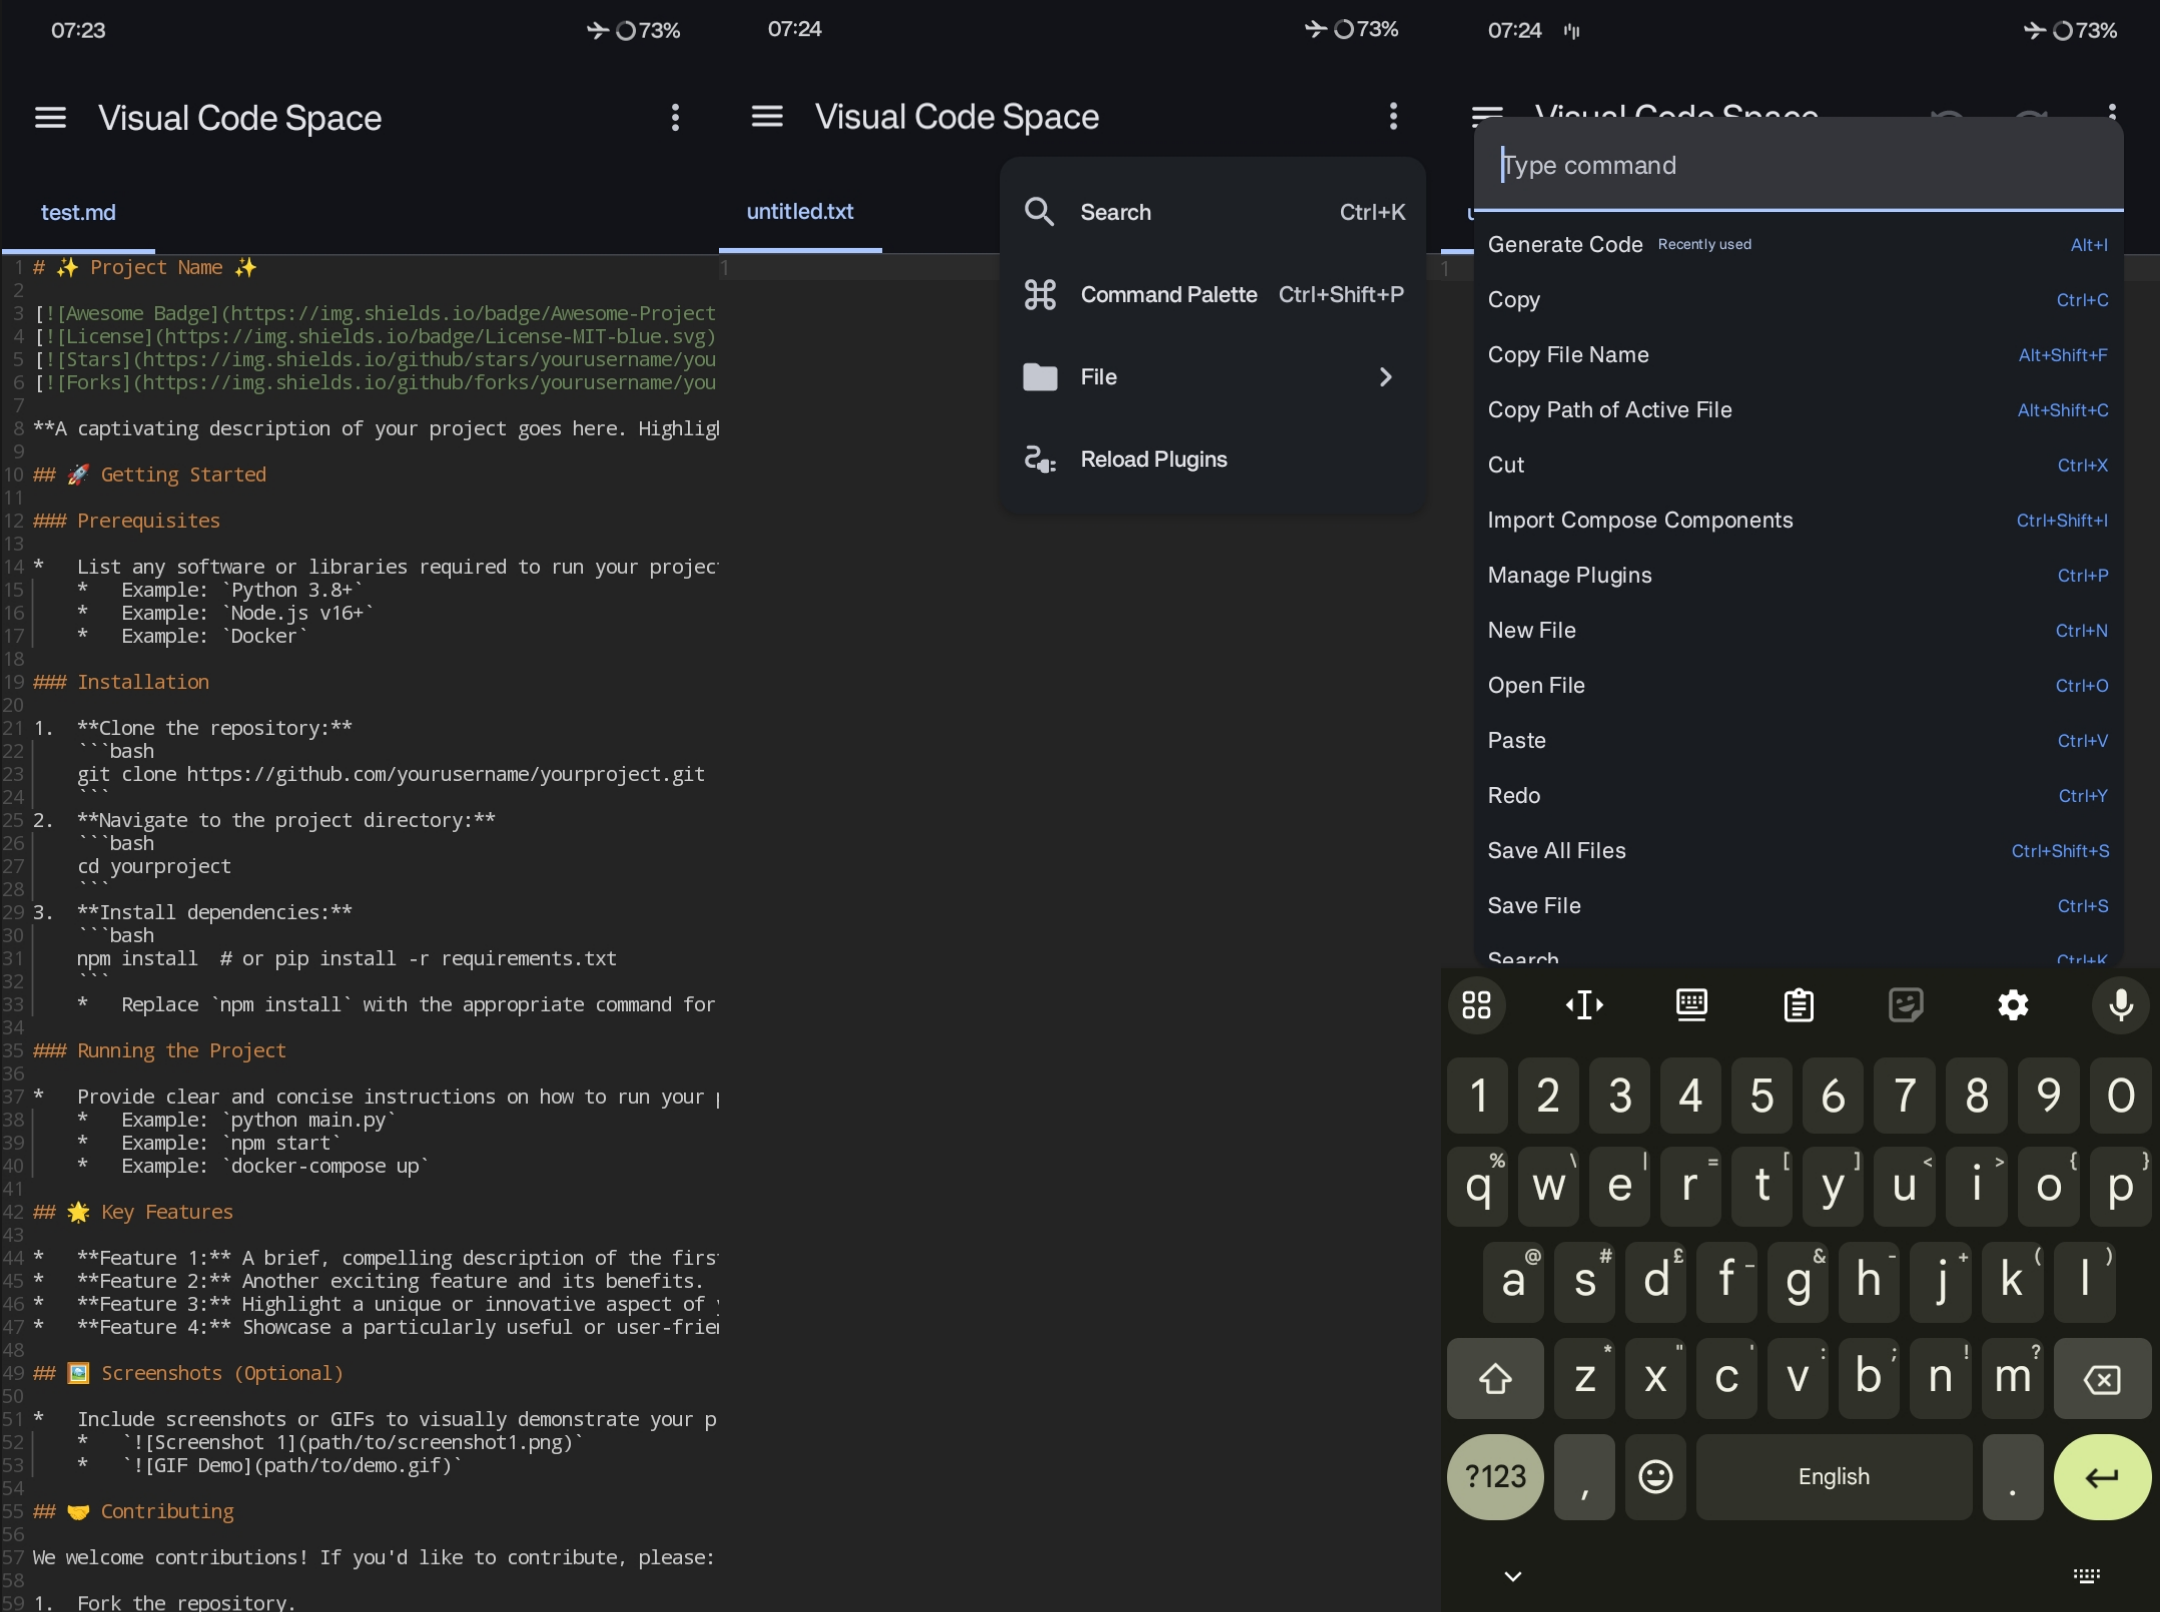 07:23
73%
Visual Code Space
test.md
1 # ✨ Project Name ✨
2
3 [![Awesome Badge](https://img.shields.io/badge/Awesome-Project
4 [![License](https://img.shields.io/badge/License-MIT-blue.svg)
5 [![Stars](https://img.shields.io/github/stars/yourusername/you
6 [![Forks](https://img.shields.io/github/forks/yourusername/you
7
8 **A captivating description of your project goes here. Highligh
9
10 ## 🚀 Getting Started
11
12 ### Prerequisites
13
14 *   List any software or libraries required to run your project
15     *   Example: `Python 3.8+`
16     *   Example: `Node.js v16+`
17     *   Example: `Docker`
18
19 ### Installation
20
21 1.  **Clone the repository:**
22     ```bash
23     git clone https://github.com/yourusername/yourproject.git
24     ```
25 2.  **Navigate to the project directory:**
26     ```bash
27     cd yourproject
28     ```
29 3.  **Install dependencies:**
30     ```bash
31     npm install  # or pip install -r requirements.txt
32     ```
33     *   Replace `npm install` with the appropriate command for
34
35 ### Running the Project
36
37 *   Provide clear and concise instructions on how to run your
38     *   Example: `python main.py`
39     *   Example: `npm start`
40     *   Example: `docker-compose up`
41
42 ## 🌟 Key Features
43
44 *   **Feature 1:** A brief, compelling description of the first
45 *   **Feature 2:** Another exciting feature and its benefits.
46 *   **Feature 3:** Highlight a unique or innovative aspect of
47 *   **Feature 4:** Showcase a particularly useful or user-frien
48
49 ## 🖼️ Screenshots (Optional)
50
51 *   Include screenshots or GIFs to visually demonstrate your p
52     *   `![Screenshot 1](path/to/screenshot1.png)`
53     *   `![GIF Demo](path/to/demo.gif)`
54
55 ## 🤝 Contributing
56
57 We welcome contributions! If you'd like to contribute, please:
58
59 1.  Fork the repository.
07:24
73%
Visual Code Space
untitled.txt
1
Search Ctrl+K
Command Palette Ctrl+Shift+P
File
Reload Plugins
07:24
73%
Visual Code Space
Type command
u
1
Generate Code Recently used Alt+I
Copy Ctrl+C
Copy File Name Alt+Shift+F
Copy Path of Active File Alt+Shift+C
Cut Ctrl+X
Import Compose Components Ctrl+Shift+I
Manage Plugins Ctrl+P
New File Ctrl+N
Open File Ctrl+O
Paste Ctrl+V
Redo Ctrl+Y
Save All Files Ctrl+Shift+S
Save File Ctrl+S
Search Ctrl+K
1 2 3 4 5 6 7 8 9 0
% \ | = [ ] < > { }
q w e r t y u i o p
@ # £ _ & - + ( )
a s d f g h j k l
* " ' : ; ! ?
z x c v b n m
?123 , English .